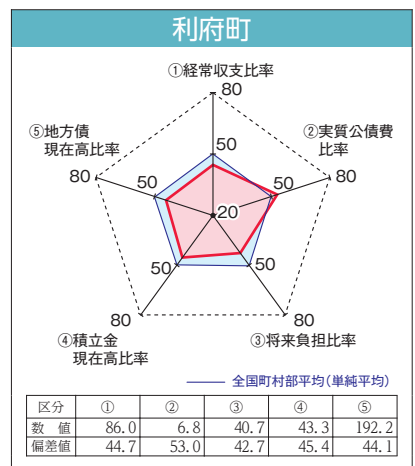 利府町
①経常収支比率
80
⑤地方債
現在高比率
②実質公債費
比率
80
50
80
50
50
20
50
50
80
80
④積立金
現在高比率
③将来負担比率
全国町村部平均(単純平均)
区分 ① ② ③ ④ ⑤
数 値 86.0 6.8 40.7 43.3 192.2
偏差値 44.7 53.0 42.7 45.4 44.1